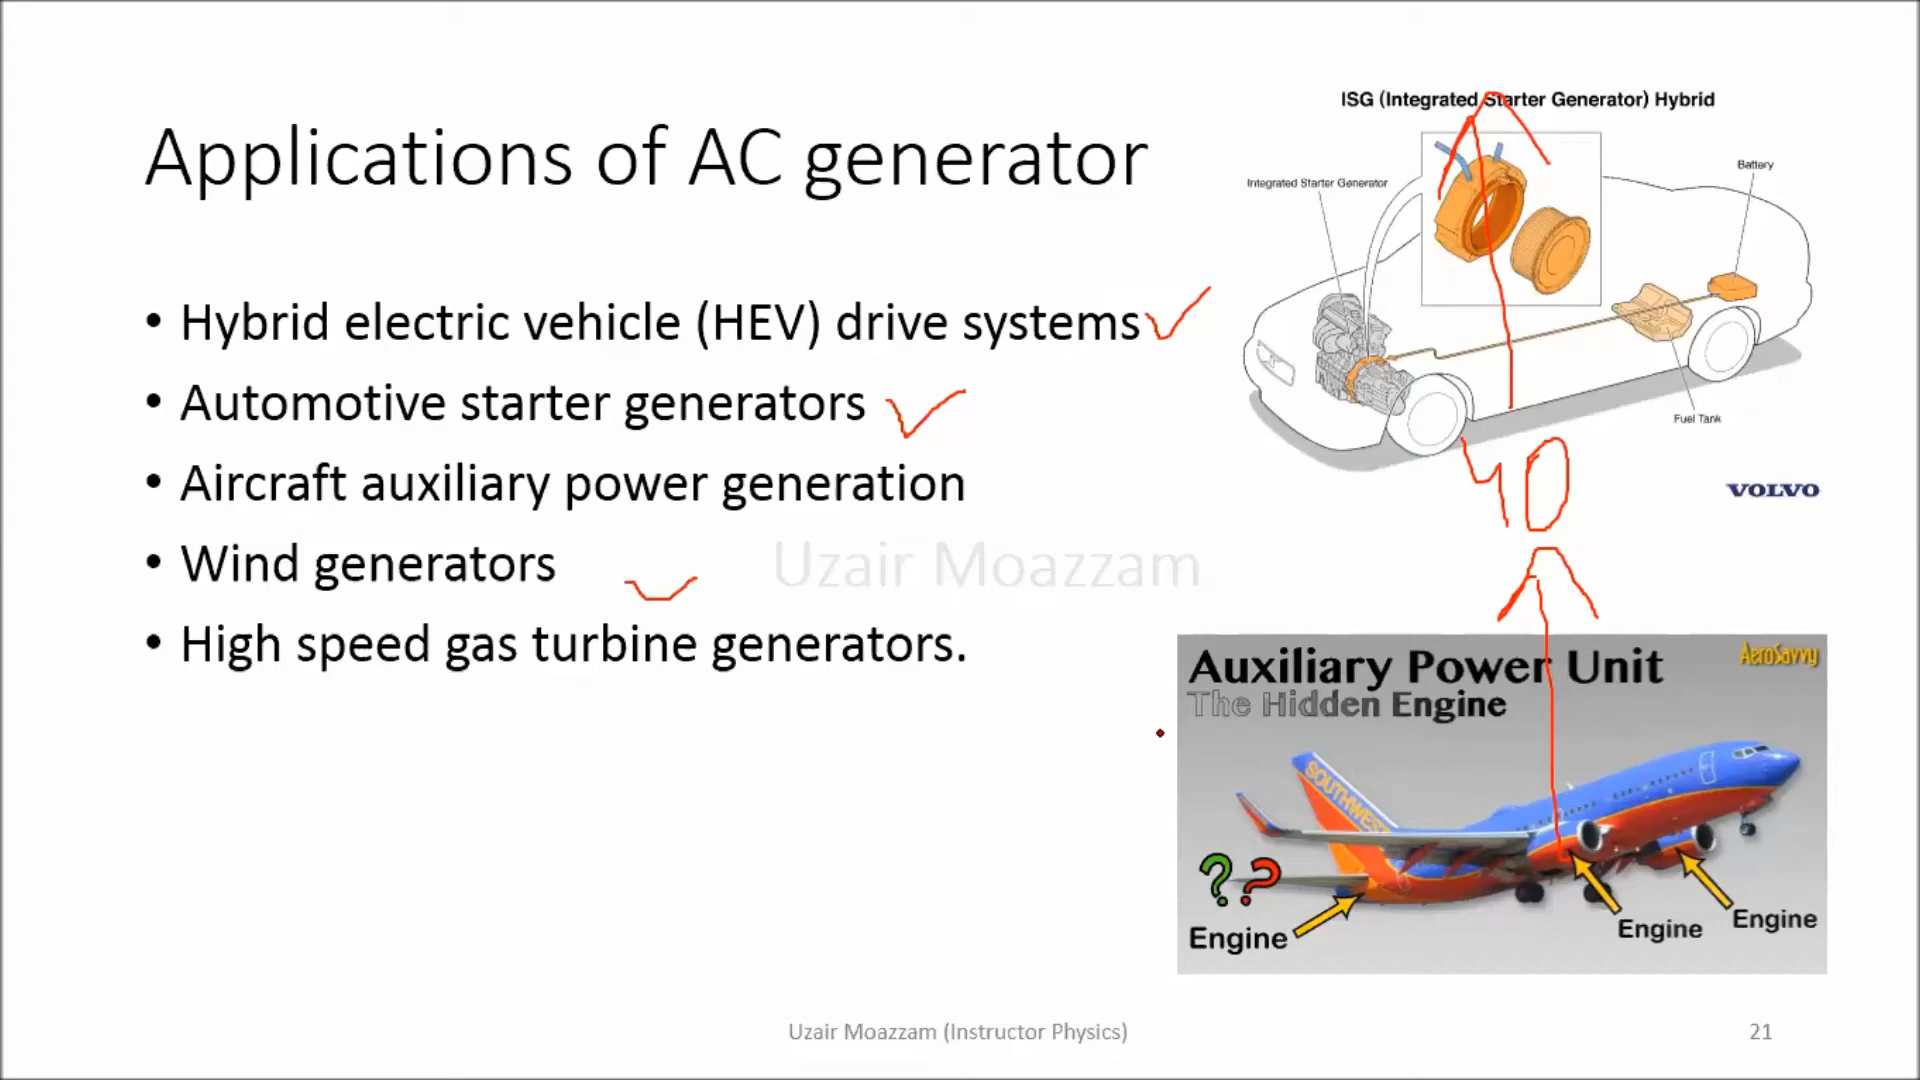 Applications of AC generator
• Hybrid electric vehicle (HEV) drive systems
• Automotive starter generators
• Aircraft auxiliary power generation
• Wind generators
• High speed gas turbine generators.
Uzair Moazzam
ISG (Integrated Starter Generator) Hybrid
Integrated Starter Generator
Battery
Fuel Tank
VOLVO
40
Auxiliary Power Unit
The Hidden Engine
AeroSavvy
SOUTHWEST
??
Engine
Engine
Engine
Uzair Moazzam (Instructor Physics)
21